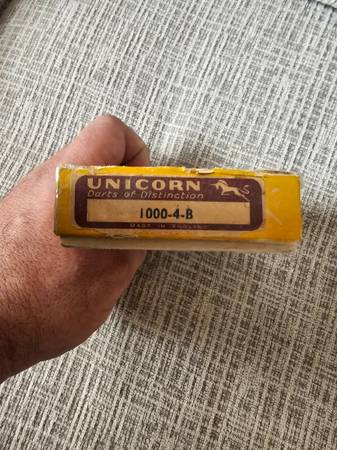 UNICORN
Darts of Distinction
1000-4-B
MADE IN ENGLAND